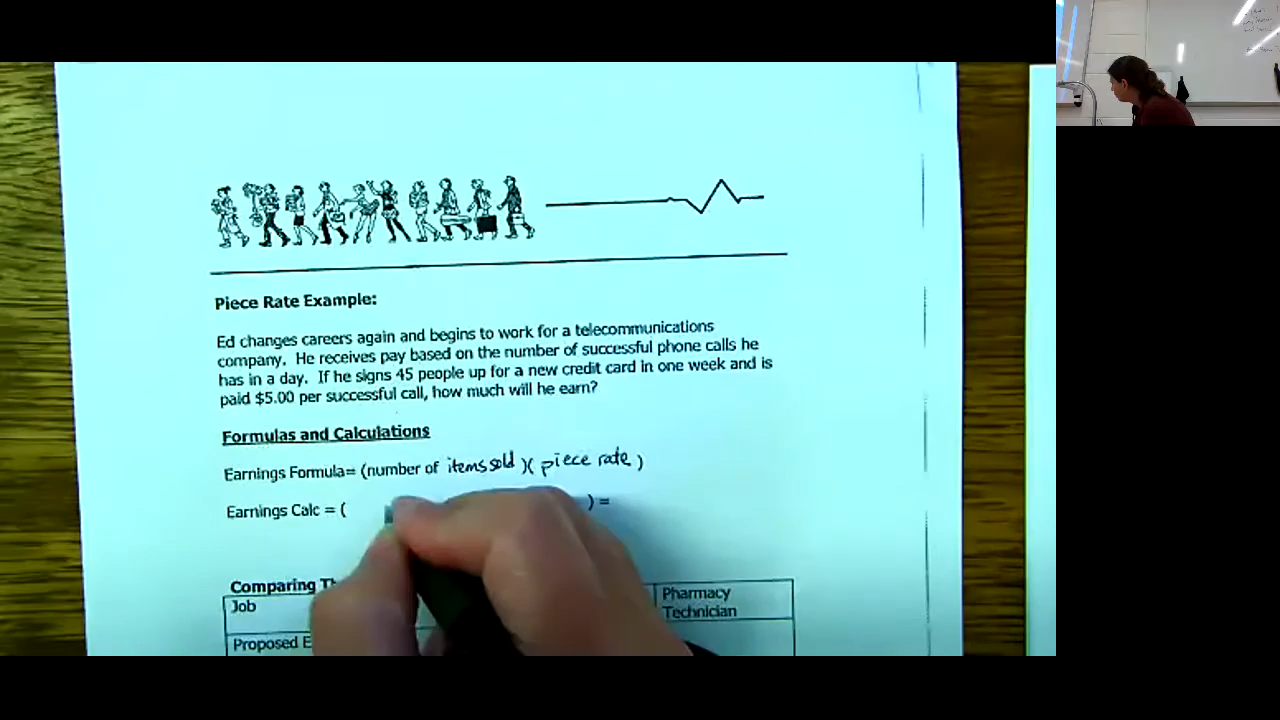 Piece Rate Example:
Ed changes careers again and begins to work for a telecommunications
company. He receives pay based on the number of successful phone calls he
has in a day. If he signs 45 people up for a new credit card in one week and is
paid $5.00 per successful call, how much will he earn?
Formulas and Calculations
Earnings Formula= (number of items sold )( piece rate )
Earnings Calc = ( ) =
Comparing
Job
Pharmacy
Technician
Proposed